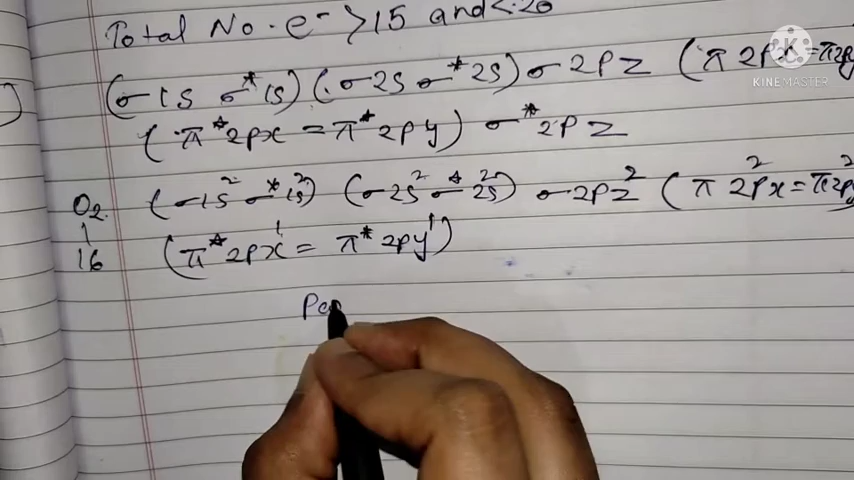 Total No. e⁻ >15 and <.20
(σ1s σ*1s) (σ2s σ*2s) σ2pz (π2px=π2py
(π*2px = π*2py) σ*2pz
O₂ (σ1s² σ*1s²) (σ2s² σ*2s²) σ2pz² (π2px²=π2py²
16 (π*2px¹ = π*2py¹)
KINEMASTER